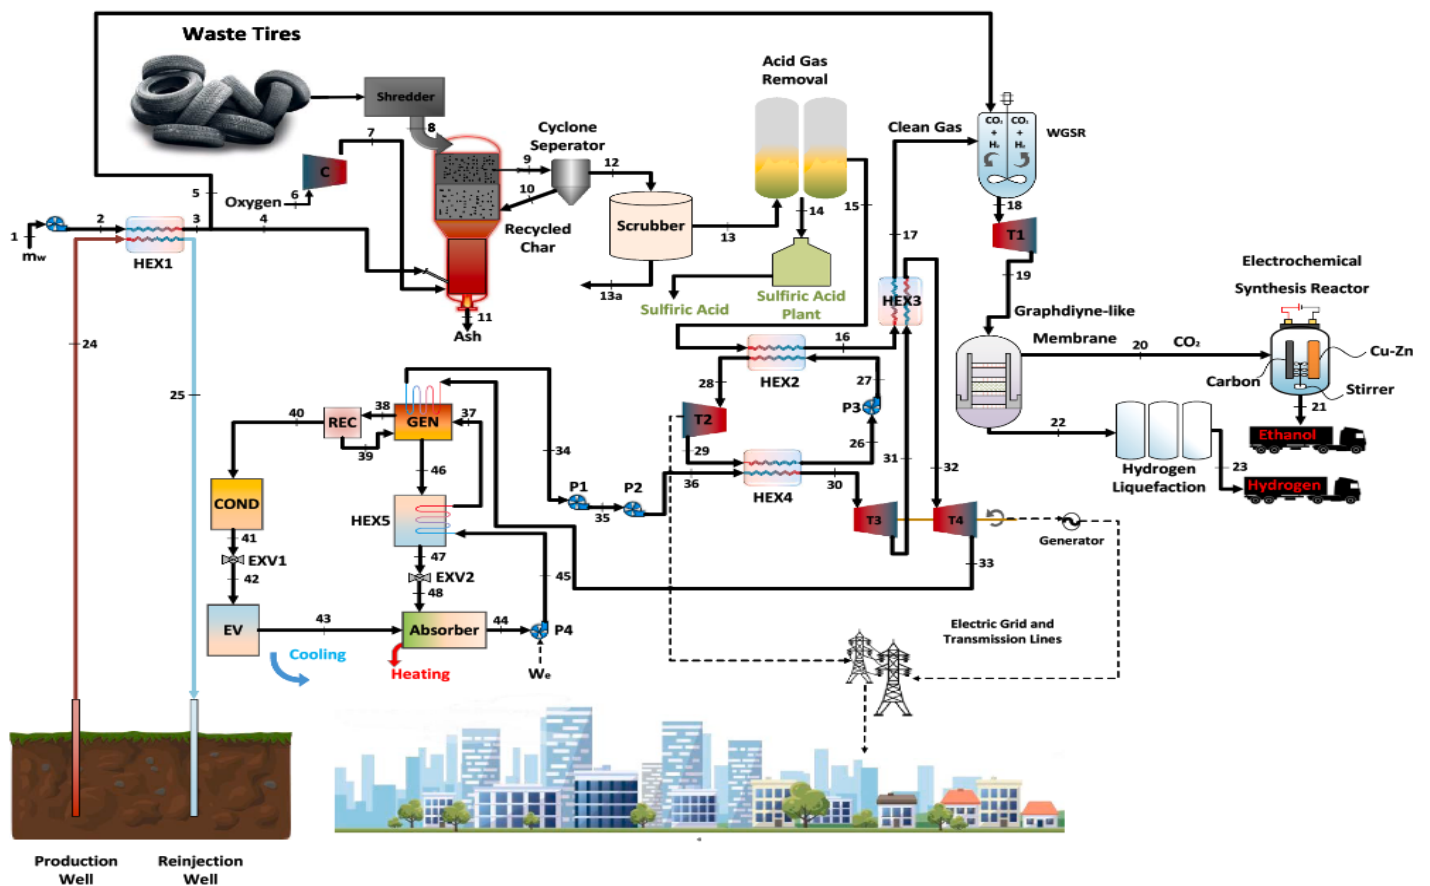 Waste Tires
Shredder
8
7
C
Oxygen
6
5
1
mw
2
3
4
HEX1
9
10
Cyclone
Seperator
12
Recycled
Char
11
Ash
Scrubber
13
13a
Acid Gas
Removal
14
15
Sulfiric Acid
Sulfiric Acid
Plant
Clean Gas
CO₂
+
H₂
CO₂
+
H₂
WGSR
18
T1
19
17
HEX3
16
HEX2
Graphdiyne-like
Membrane
20
CO₂
Electrochemical
Synthesis Reactor
Cu-Zn
Carbon
Stirrer
21
Ethanol
22
Hydrogen
Liquefaction
23
Hydrogen
24
25
28
T2
29
27
P3
26
HEX4
36
30
31
32
T3
T4
33
Generator
34
P1
P2
35
40
REC
38
39
GEN
37
46
HEX5
47
EXV2
48
COND
41
EXV1
42
EV
43
Cooling
Absorber
Heating
44
45
P4
We
Electric Grid and
Transmission Lines
Production
Well
Reinjection
Well